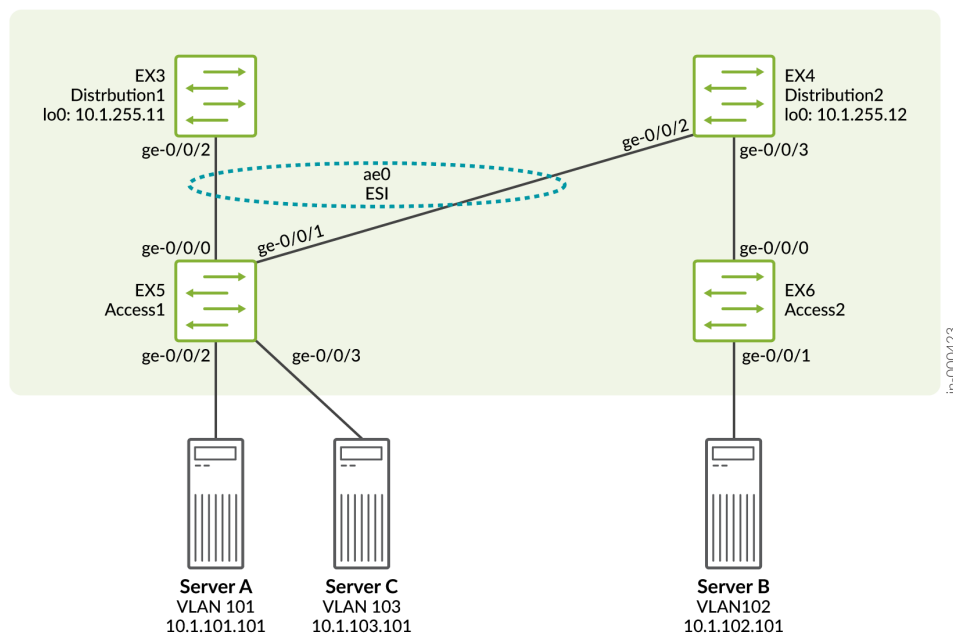 EX3
Distrbution1
lo0: 10.1.255.11
EX4
Distribution2
lo0: 10.1.255.12
ge-0/0/2
ge-0/0/2
ge-0/0/3
ae0
ESI
ge-0/0/0
ge-0/0/1
ge-0/0/0
EX5
Access1
EX6
Access2
ge-0/0/2
ge-0/0/3
ge-0/0/1
jn-000423
Server A
VLAN 101
10.1.101.101
Server C
VLAN 103
10.1.103.101
Server B
VLAN102
10.1.102.101